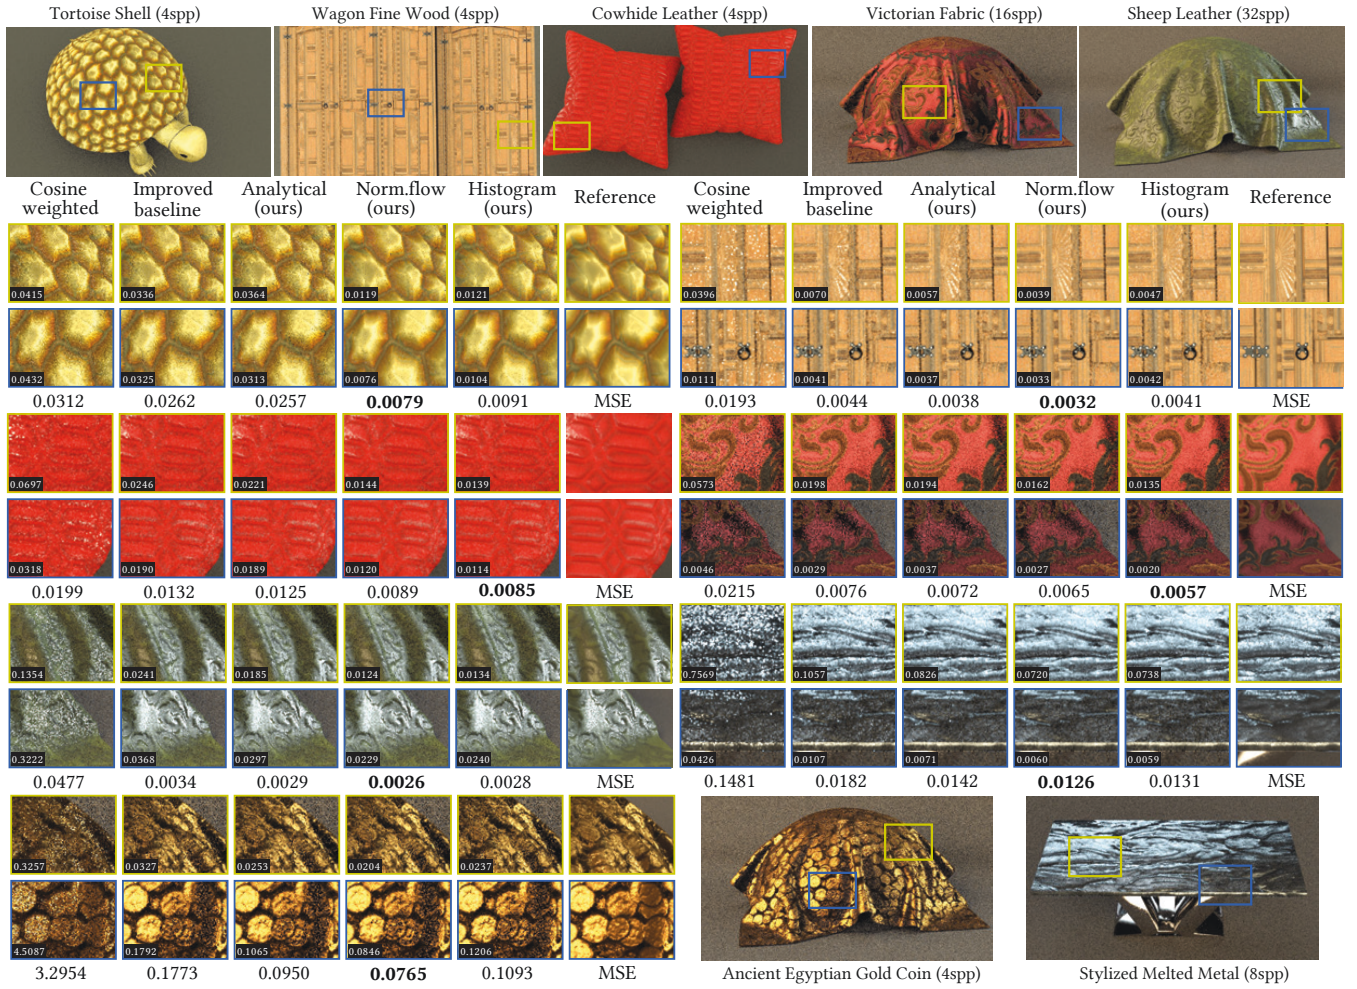 Tortoise Shell (4spp)
Wagon Fine Wood (4spp)
Cowhide Leather (4spp)
Victorian Fabric (16spp)
Sheep Leather (32spp)
Cosine weighted
Improved baseline
Analytical (ours)
Norm.flow (ours)
Histogram (ours)
Reference
Cosine weighted
Improved baseline
Analytical (ours)
Norm.flow (ours)
Histogram (ours)
Reference
0.0415 0.0336 0.0364 0.0119 0.0121
0.0396 0.0070 0.0057 0.0039 0.0047
0.0432 0.0325 0.0313 0.0076 0.0104
0.0111 0.0041 0.0037 0.0033 0.0042
0.0312 0.0262 0.0257 0.0079 0.0091 MSE
0.0193 0.0044 0.0038 0.0032 0.0041 MSE
0.0697 0.0246 0.0221 0.0144 0.0139
0.0573 0.0198 0.0194 0.0162 0.0135
0.0318 0.0190 0.0189 0.0120 0.0114
0.0046 0.0029 0.0037 0.0027 0.0020
0.0199 0.0132 0.0125 0.0089 0.0085 MSE
0.0215 0.0076 0.0072 0.0065 0.0057 MSE
0.1354 0.0241 0.0185 0.0124 0.0134
0.7569 0.1057 0.0826 0.0720 0.0738
0.3222 0.0368 0.0297 0.0229 0.0240
0.0426 0.0107 0.0071 0.0060 0.0059
0.0477 0.0034 0.0029 0.0026 0.0028 MSE
0.1481 0.0182 0.0142 0.0126 0.0131 MSE
0.3257 0.0327 0.0253 0.0204 0.0237
4.5087 0.1792 0.1065 0.0846 0.1206
3.2954 0.1773 0.0950 0.0765 0.1093 MSE
Ancient Egyptian Gold Coin (4spp)
Stylized Melted Metal (8spp)